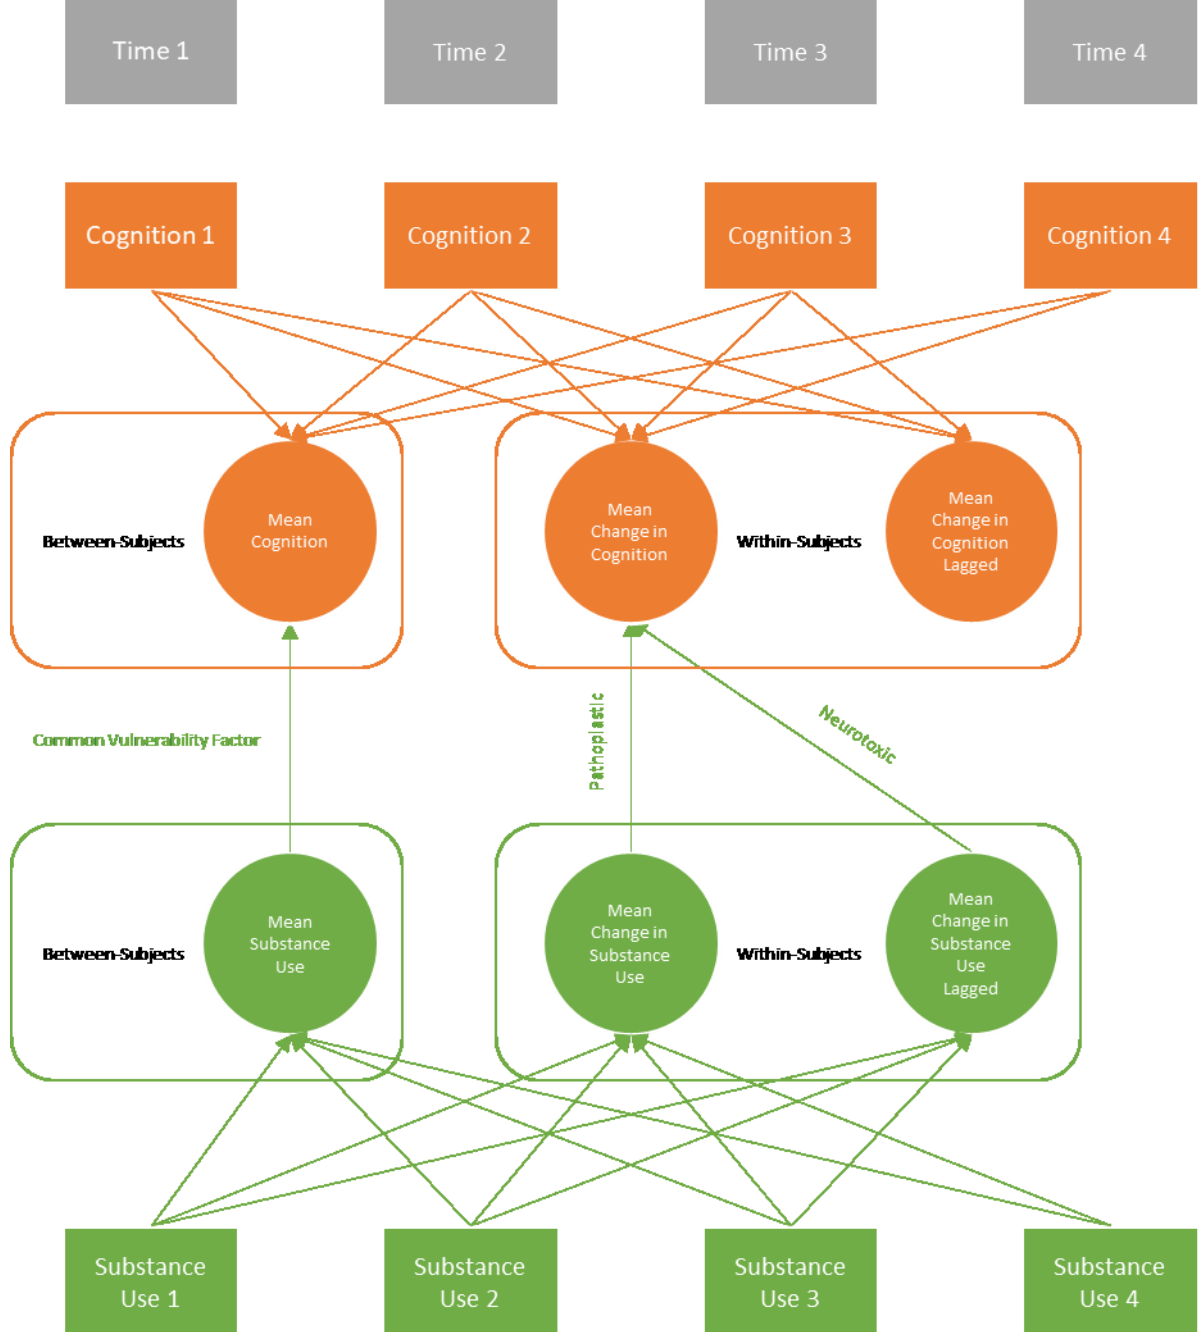 Time 1
Time 2
Time 3
Time 4
Cognition 1
Cognition 2
Cognition 3
Cognition 4
Between-Subjects
Mean
Cognition
Mean
Change in
Cognition
Within-Subjects
Mean
Change in
Cognition
Lagged
Common Vulnerability Factor
Pathoplastic
Neurotoxic
Between-Subjects
Mean
Substance
Use
Mean
Change in
Substance
Use
Within-Subjects
Mean
Change in
Substance
Use
Lagged
Substance
Use 1
Substance
Use 2
Substance
Use 3
Substance
Use 4